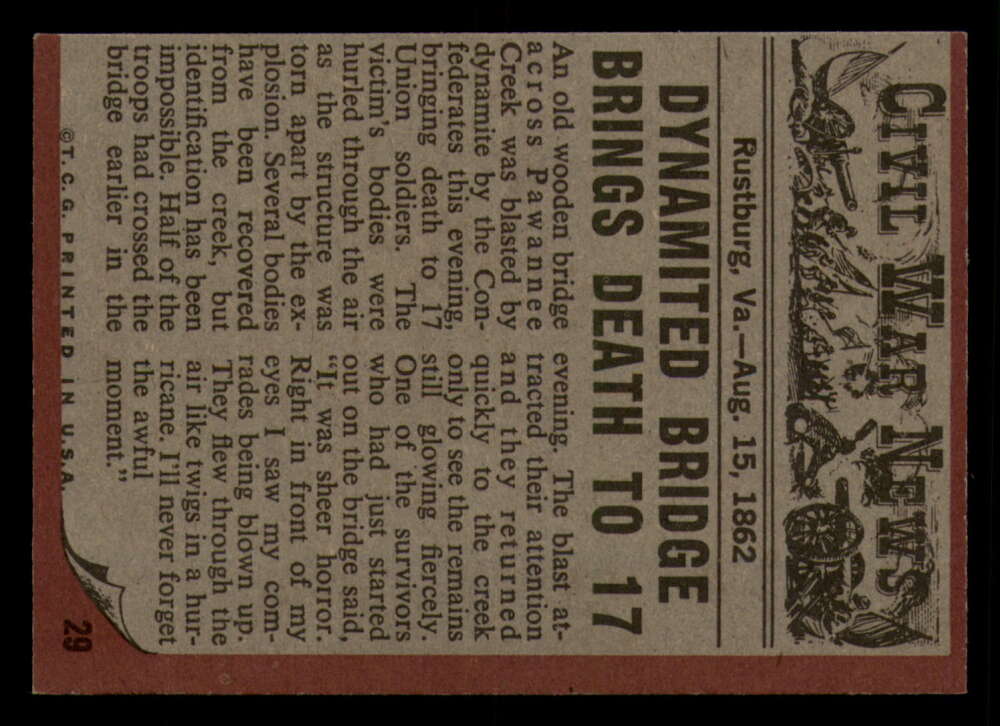 CIVIL WAR NEWS
Rustburg, Va.—Aug. 15, 1862
DYNAMITED BRIDGE
BRINGS DEATH TO 17
An old wooden bridge
across Pawannee
Creek was blasted by
dynamite by the Con-
federates this evening,
bringing death to 17
Union soldiers. The
victim's bodies were
hurled through the air
as the structure was
torn apart by the ex-
plosion. Several bodies
have been recovered
from the creek, but
identification has been
impossible. Half of the
troops had crossed the
bridge earlier in the
evening. The blast at-
tracted their attention
and they returned
quickly to the creek
only to see the remains
still glowing fiercely.
One of the survivors
who had just started
out on the bridge said,
"It was sheer horror.
Right in front of my
eyes I saw my com-
rades being blown up.
They flew through the
air like twigs in a hur-
ricane. I'll never forget
the awful
moment."
©T.C.G. PRINTED IN U.S.A.
29